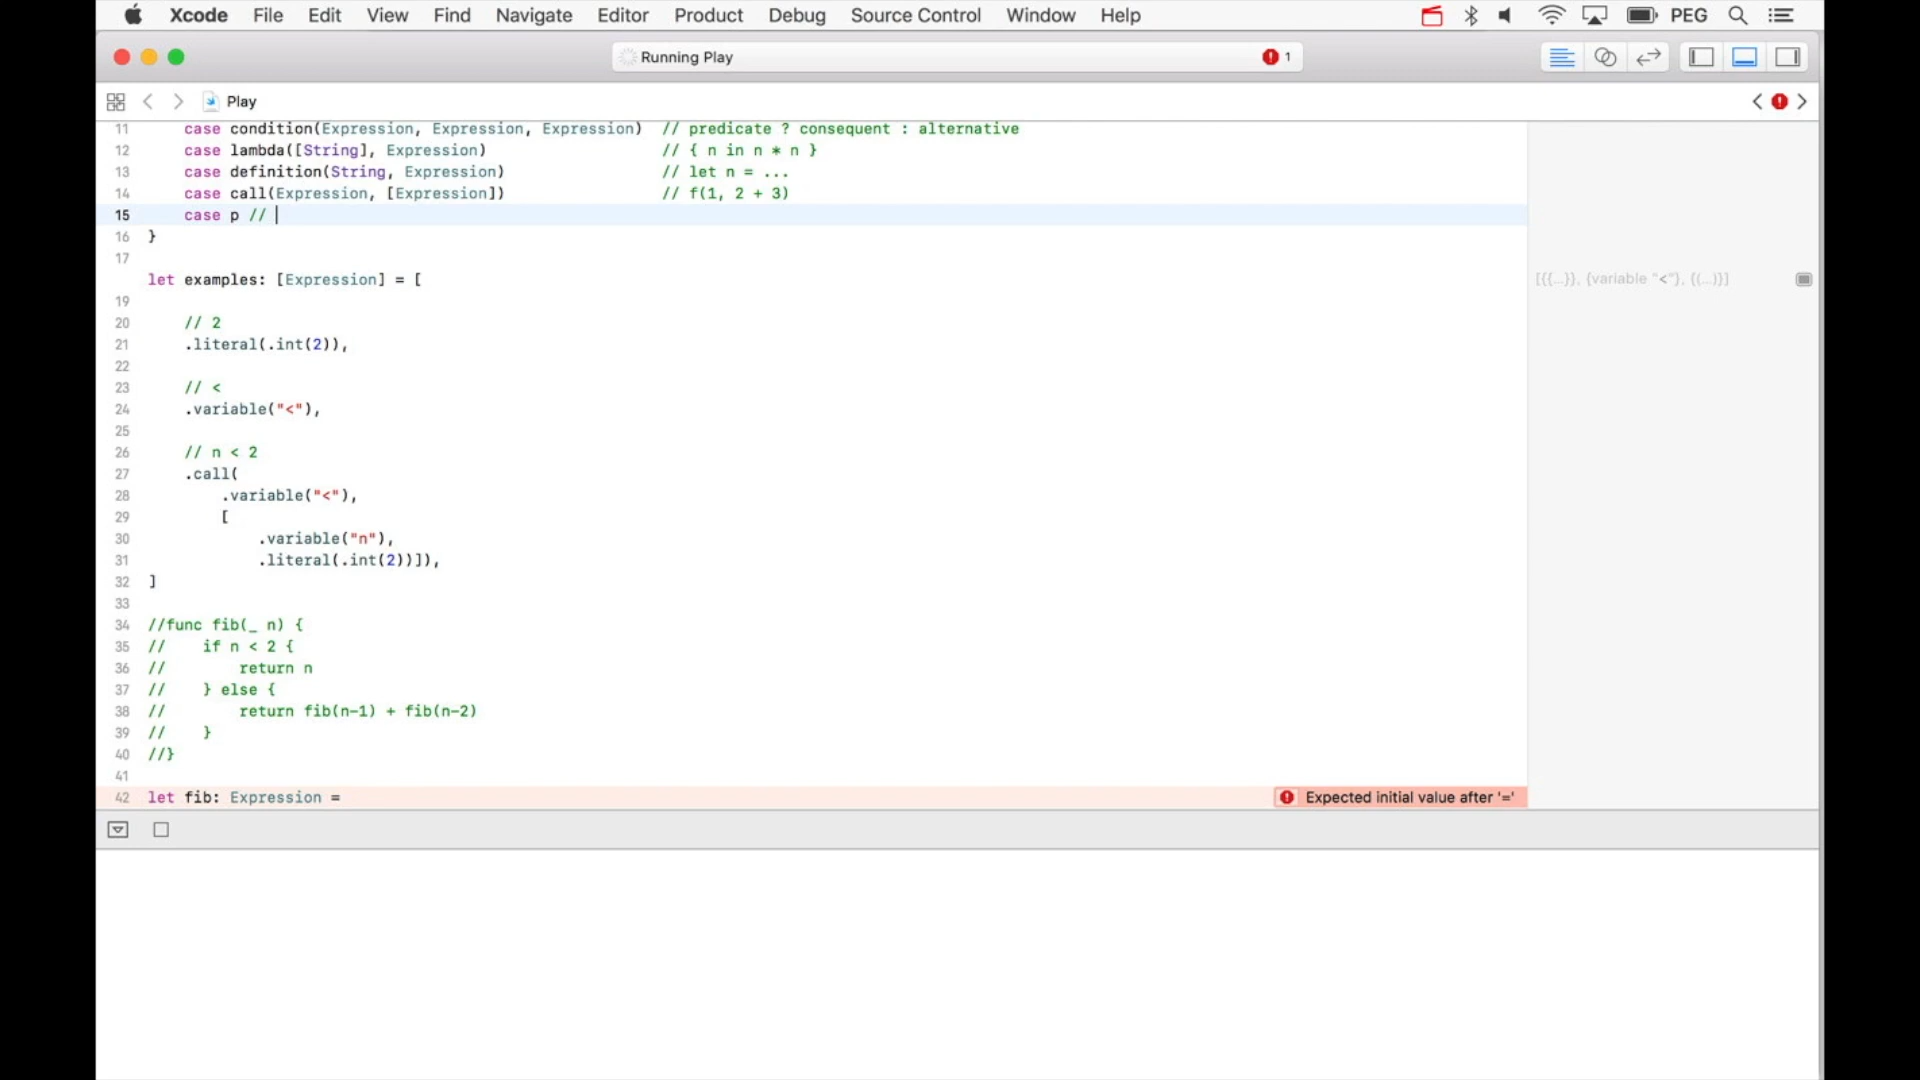 Xcode File Edit View Find Navigate Editor Product Debug Source Control Window Help PEG
Running Play 1
Play
11 case condition(Expression, Expression, Expression) // predicate ? consequent : alternative
12 case lambda([String], Expression) // { n in n * n }
13 case definition(String, Expression) // let n = ...
14 case call(Expression, [Expression]) // f(1, 2 + 3)
15 case p //
16 }
17
let examples: [Expression] = [ [{{...}}, {variable "<"}, {(...)}]
19
20 // 2
21 .literal(.int(2)),
22
23 // <
24 .variable("<"),
25
26 // n < 2
27 .call(
28 .variable("<"),
29 [
30 .variable("n"),
31 .literal(.int(2))]),
32 ]
33
34 //func fib(_ n) {
35 // if n < 2 {
36 // return n
37 // } else {
38 // return fib(n-1) + fib(n-2)
39 // }
40 //}
41
42 let fib: Expression = Expected initial value after '='